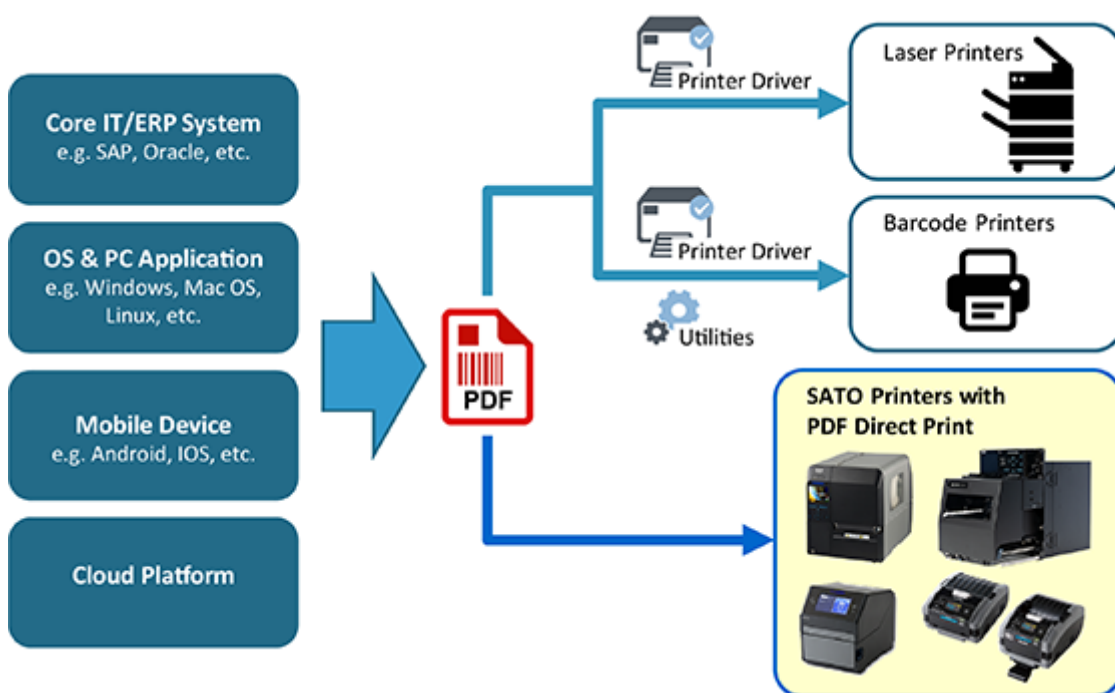 Core IT/ERP System
e.g. SAP, Oracle, etc.
OS & PC Application
e.g. Windows, Mac OS,
Linux, etc.
Mobile Device
e.g. Android, IOS, etc.
Cloud Platform
PDF
Printer Driver
Laser Printers
Printer Driver
Utilities
Barcode Printers
SATO Printers with
PDF Direct Print